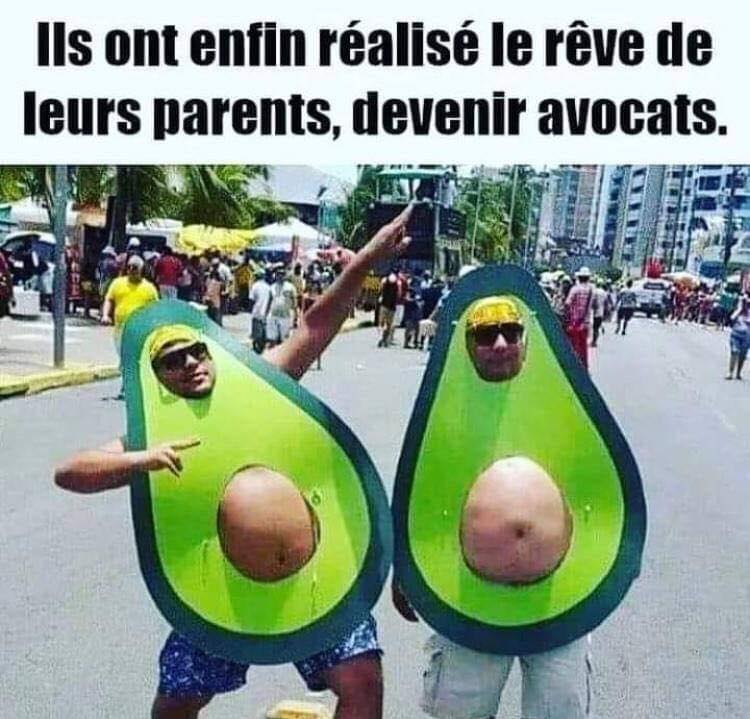 Ils ont enfin réalisé le rêve de
leurs parents, devenir avocats.